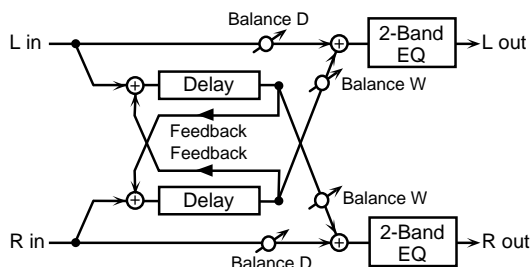 Balance D
L in
2-Band
EQ
L out
Delay
Balance W
Feedback
Feedback
Delay
Balance W
R in
2-Band
EQ
R out
Balance D